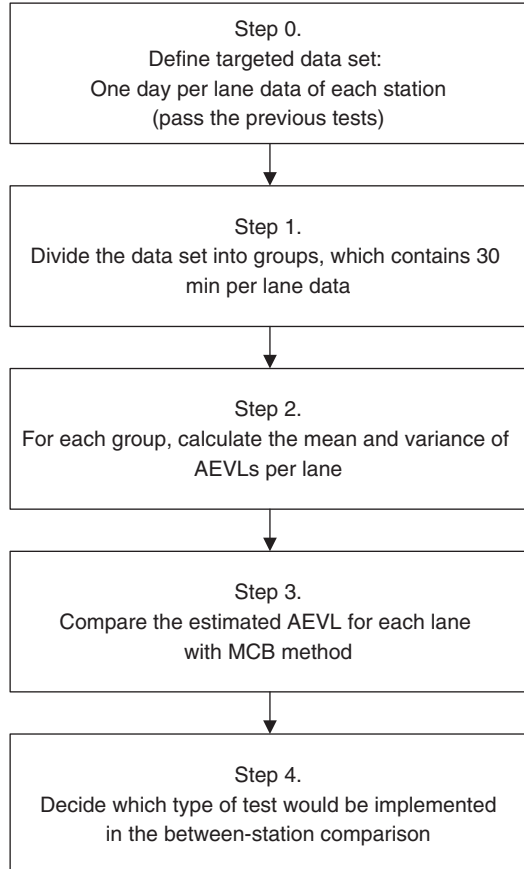 Step 0.
Define targeted data set:
One day per lane data of each station
(pass the previous tests)
Step 1.
Divide the data set into groups, which contains 30
min per lane data
Step 2.
For each group, calculate the mean and variance of
AEVLs per lane
Step 3.
Compare the estimated AEVL for each lane
with MCB method
Step 4.
Decide which type of test would be implemented
in the between-station comparison